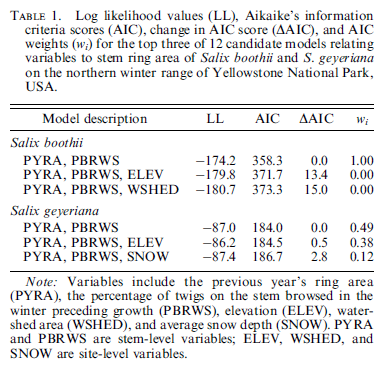 TABLE 1. Log likelihood values (LL), Aikaike's information
criteria scores (AIC), change in AIC score (ΔAIC), and AIC
weights (wi) for the top three of 12 candidate models relating
variables to stem ring area of Salix boothii and S. geyeriana
on the northern winter range of Yellowstone National Park,
USA.
Model description LL AIC ΔAIC wi
Salix boothii
PYRA, PBRWS −174.2 358.3 0.0 1.00
PYRA, PBRWS, ELEV −179.8 371.7 13.4 0.00
PYRA, PBRWS, WSHED −180.7 373.3 15.0 0.00
Salix geyeriana
PYRA, PBRWS −87.0 184.0 0.0 0.49
PYRA, PBRWS, ELEV −86.2 184.5 0.5 0.38
PYRA, PBRWS, SNOW −87.4 186.7 2.8 0.12
Note: Variables include the previous year's ring area
(PYRA), the percentage of twigs on the stem browsed in the
winter preceding growth (PBRWS), elevation (ELEV), water-
shed area (WSHED), and average snow depth (SNOW). PYRA
and PBRWS are stem-level variables; ELEV, WSHED, and
SNOW are site-level variables.